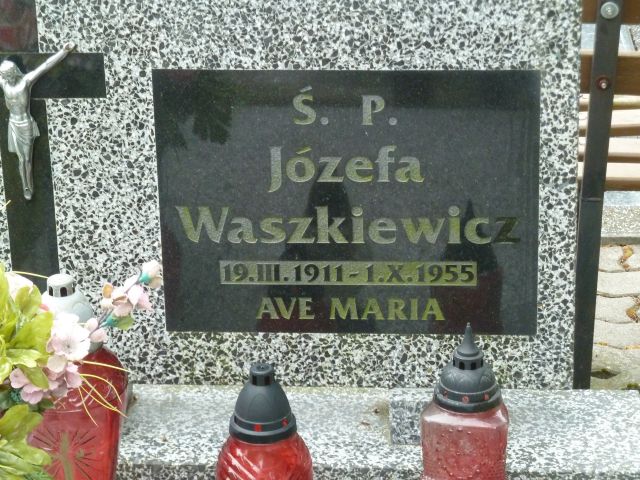 Ś. P.
Józefa
Waszkiewicz
19.III.1911-1.X.1955
AVE MARIA